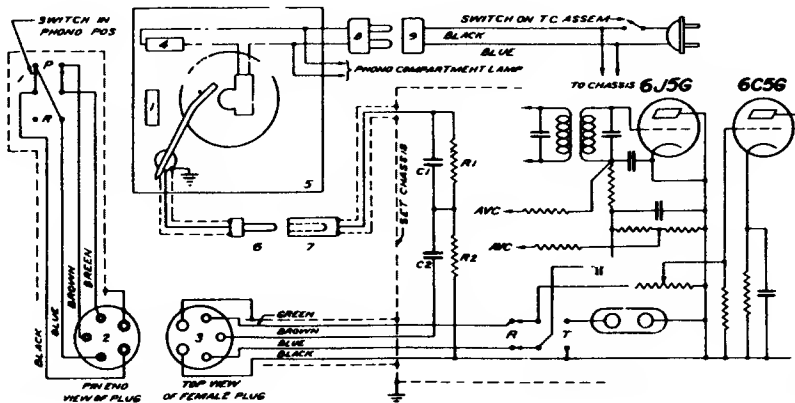 SWITCH IN
PHONO POS
P
R
BLACK
BLUE
BROWN
GREEN
2
PIN END
VIEW OF PLUG
4
1
5
6
7
8
9
SWITCH ON T.C. ASSEM.
BLACK
BLUE
PHONO COMPARTMENT LAMP
TO CHASSIS
6J5G
6C5G
SET CHASSIS
C1
R1
C2
R2
AVC
AVC
3
GREEN
BROWN
BLUE
BLACK
TOP VIEW
OF FEMALE PLUG
R
T